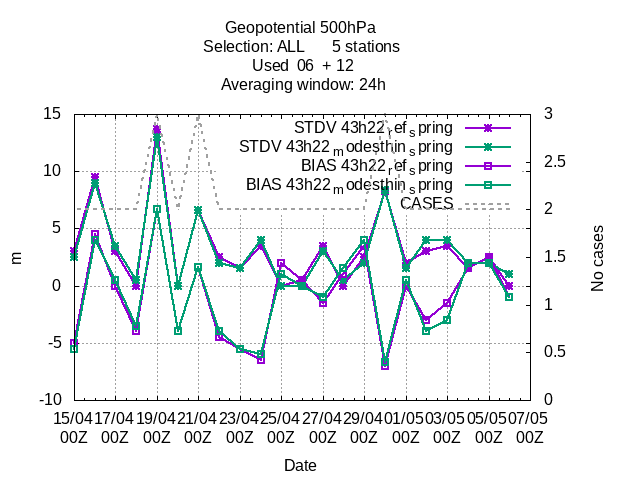 Geopotential 500hPa
Selection: ALL 5 stations
Used 06 + 12
Averaging window: 24h
15
10
5
0
-5
-10
m
STDV 43h22_ref_spring
STDV 43h22_modesthin_spring
BIAS 43h22_ref_spring
BIAS 43h22_modesthin_spring
CASES
3
2.5
2
1.5
1
0.5
0
No cases
15/04 17/04 19/04 21/04 23/04 25/04 27/04 29/04 01/05 03/05 05/05 07/05
00Z 00Z 00Z 00Z 00Z 00Z 00Z 00Z 00Z 00Z 00Z 00Z
Date